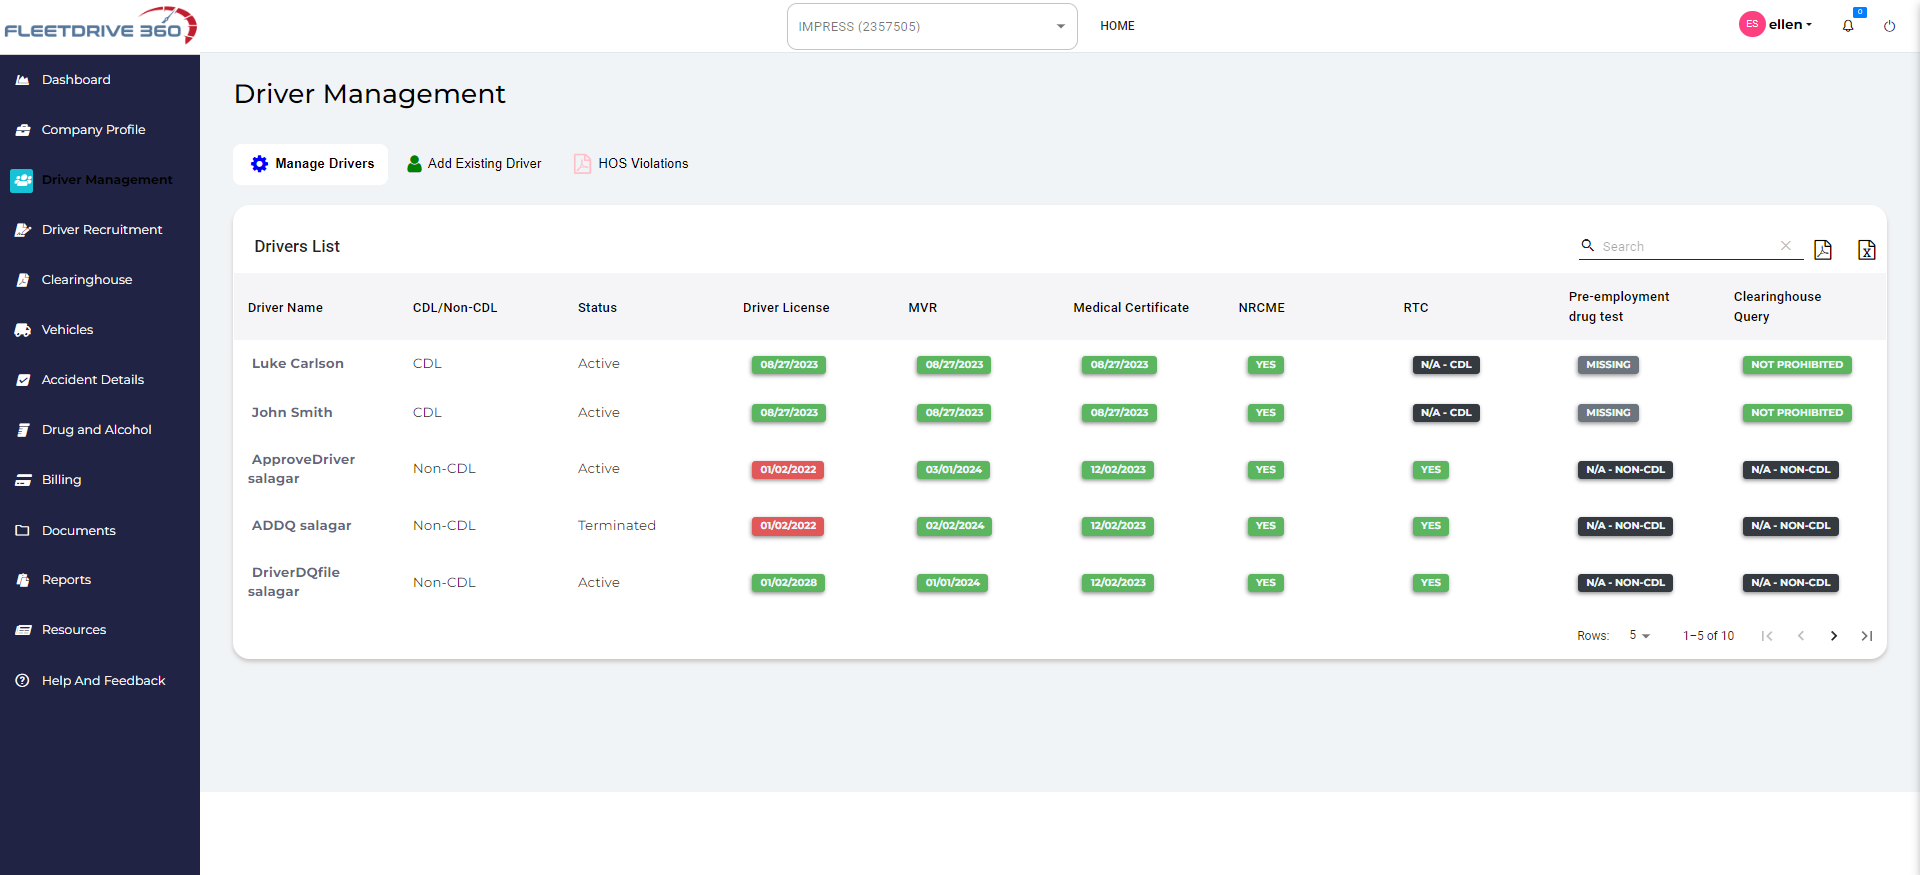 FLEETDRIVE 360
IMPRESS (2357505)
HOME
ES
ellen
0
Dashboard
Company Profile
Driver Management
Driver Recruitment
Clearinghouse
Vehicles
Accident Details
Drug and Alcohol
Billing
Documents
Reports
Resources
Help And Feedback
Driver Management
Manage Drivers
Add Existing Driver
HOS Violations
Drivers List
Search
Driver Name CDL/Non-CDL Status Driver License MVR Medical Certificate NRCME RTC Pre-employment drug test Clearinghouse Query
Luke Carlson CDL Active 08/27/2023 08/27/2023 08/27/2023 YES N/A - CDL MISSING NOT PROHIBITED
John Smith CDL Active 08/27/2023 08/27/2023 08/27/2023 YES N/A - CDL MISSING NOT PROHIBITED
ApproveDriver salagar Non-CDL Active 01/02/2022 03/01/2024 12/02/2023 YES YES N/A - NON-CDL N/A - NON-CDL
ADDQ salagar Non-CDL Terminated 01/02/2022 02/02/2024 12/02/2023 YES YES N/A - NON-CDL N/A - NON-CDL
DriverDQfile salagar Non-CDL Active 01/02/2028 01/01/2024 12/02/2023 YES YES N/A - NON-CDL N/A - NON-CDL
Rows: 5 1–5 of 10